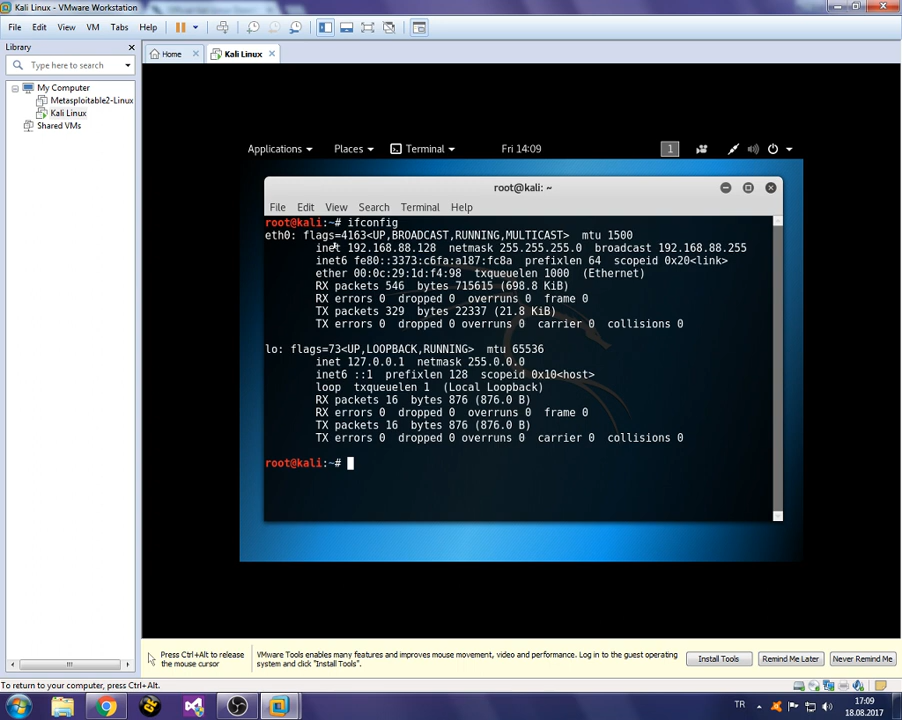 Kali Linux - VMware Workstation
File Edit View VM Tabs Help
Library
Type here to search
My Computer
Metasploitable2-Linux
Kali Linux
Shared VMs
Home
Kali Linux
Applications Places Terminal Fri 14:09 1
root@kali: ~
File Edit View Search Terminal Help
root@kali:~# ifconfig
eth0: flags=4163<UP,BROADCAST,RUNNING,MULTICAST> mtu 1500
inet 192.168.88.128 netmask 255.255.255.0 broadcast 192.168.88.255
inet6 fe80::3373:c6fa:a187:fc8a prefixlen 64 scopeid 0x20<link>
ether 00:0c:29:1d:f4:98 txqueuelen 1000 (Ethernet)
RX packets 546 bytes 715615 (698.8 KiB)
RX errors 0 dropped 0 overruns 0 frame 0
TX packets 329 bytes 22337 (21.8 KiB)
TX errors 0 dropped 0 overruns 0 carrier 0 collisions 0
lo: flags=73<UP,LOOPBACK,RUNNING> mtu 65536
inet 127.0.0.1 netmask 255.0.0.0
inet6 ::1 prefixlen 128 scopeid 0x10<host>
loop txqueuelen 1 (Local Loopback)
RX packets 16 bytes 876 (876.0 B)
RX errors 0 dropped 0 overruns 0 frame 0
TX packets 16 bytes 876 (876.0 B)
TX errors 0 dropped 0 overruns 0 carrier 0 collisions 0
root@kali:~#
Press Ctrl+Alt to release
the mouse cursor
VMware Tools enables many features and improves mouse movement, video and performance. Log in to the guest operating
system and click "Install Tools".
Install Tools
Remind Me Later
Never Remind Me
To return to your computer, press Ctrl+Alt.
TR
17:09
18.08.2017